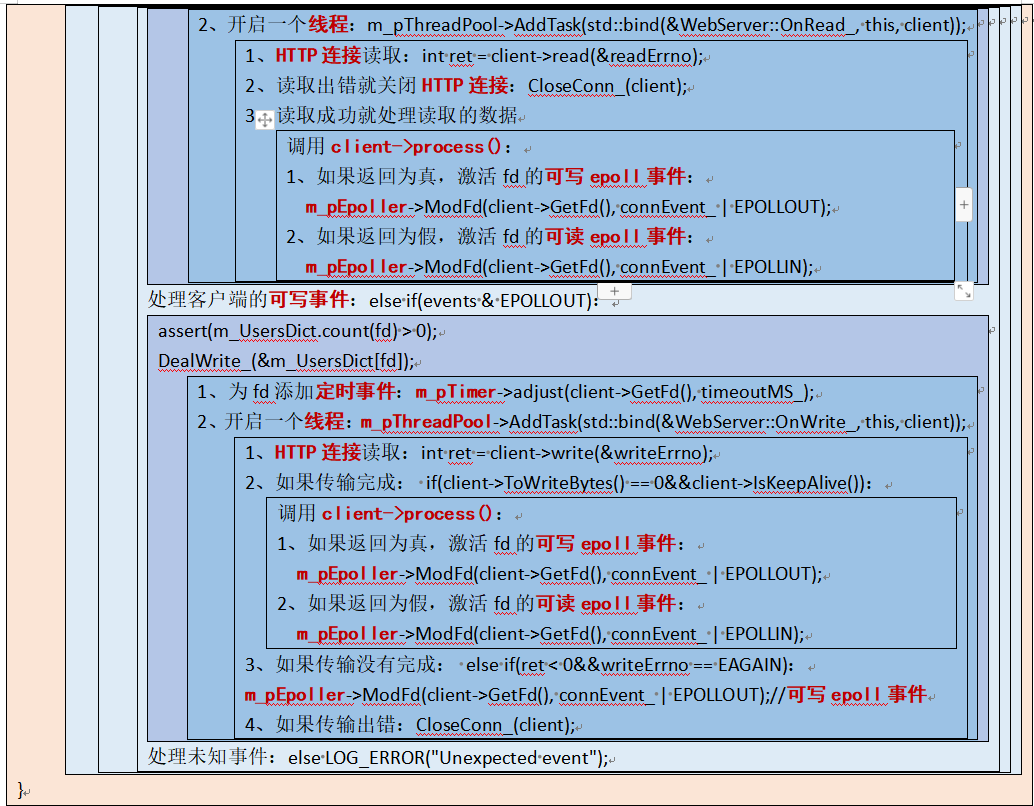 2、开启一个线程：m_pThreadPool->AddTask(std::bind(&WebServer::OnRead_, this, client));
1、HTTP 连接读取：int ret = client->read(&readErrno);
2、读取出错就关闭 HTTP 连接：CloseConn_(client);
3 读取成功就处理读取的数据
调用 client->process()：
1、如果返回为真，激活 fd 的可写 epoll 事件：
m_pEpoller->ModFd(client->GetFd(), connEvent_ | EPOLLOUT);
2、如果返回为假，激活 fd 的可读 epoll 事件：
m_pEpoller->ModFd(client->GetFd(), connEvent_ | EPOLLIN);
处理客户端的可写事件：else if(events & EPOLLOUT)：
assert(m_UsersDict.count(fd) > 0);
DealWrite_(&m_UsersDict[fd]);
1、为 fd 添加定时事件：m_pTimer->adjust(client->GetFd(), timeoutMS_);
2、开启一个线程：m_pThreadPool->AddTask(std::bind(&WebServer::OnWrite_, this, client));
1、HTTP 连接读取：int ret = client->write(&writeErrno);
2、如果传输完成： if(client->ToWriteBytes() == 0&&client->IsKeepAlive())：
调用 client->process()：
1、如果返回为真，激活 fd 的可写 epoll 事件：
m_pEpoller->ModFd(client->GetFd(), connEvent_ | EPOLLOUT);
2、如果返回为假，激活 fd 的可读 epoll 事件：
m_pEpoller->ModFd(client->GetFd(), connEvent_ | EPOLLIN);
3、如果传输没有完成： else if(ret < 0&&writeErrno == EAGAIN)：
m_pEpoller->ModFd(client->GetFd(), connEvent_ | EPOLLOUT);//可写 epoll 事件
4、如果传输出错：CloseConn_(client);
处理未知事件：else LOG_ERROR("Unexpected event");
}